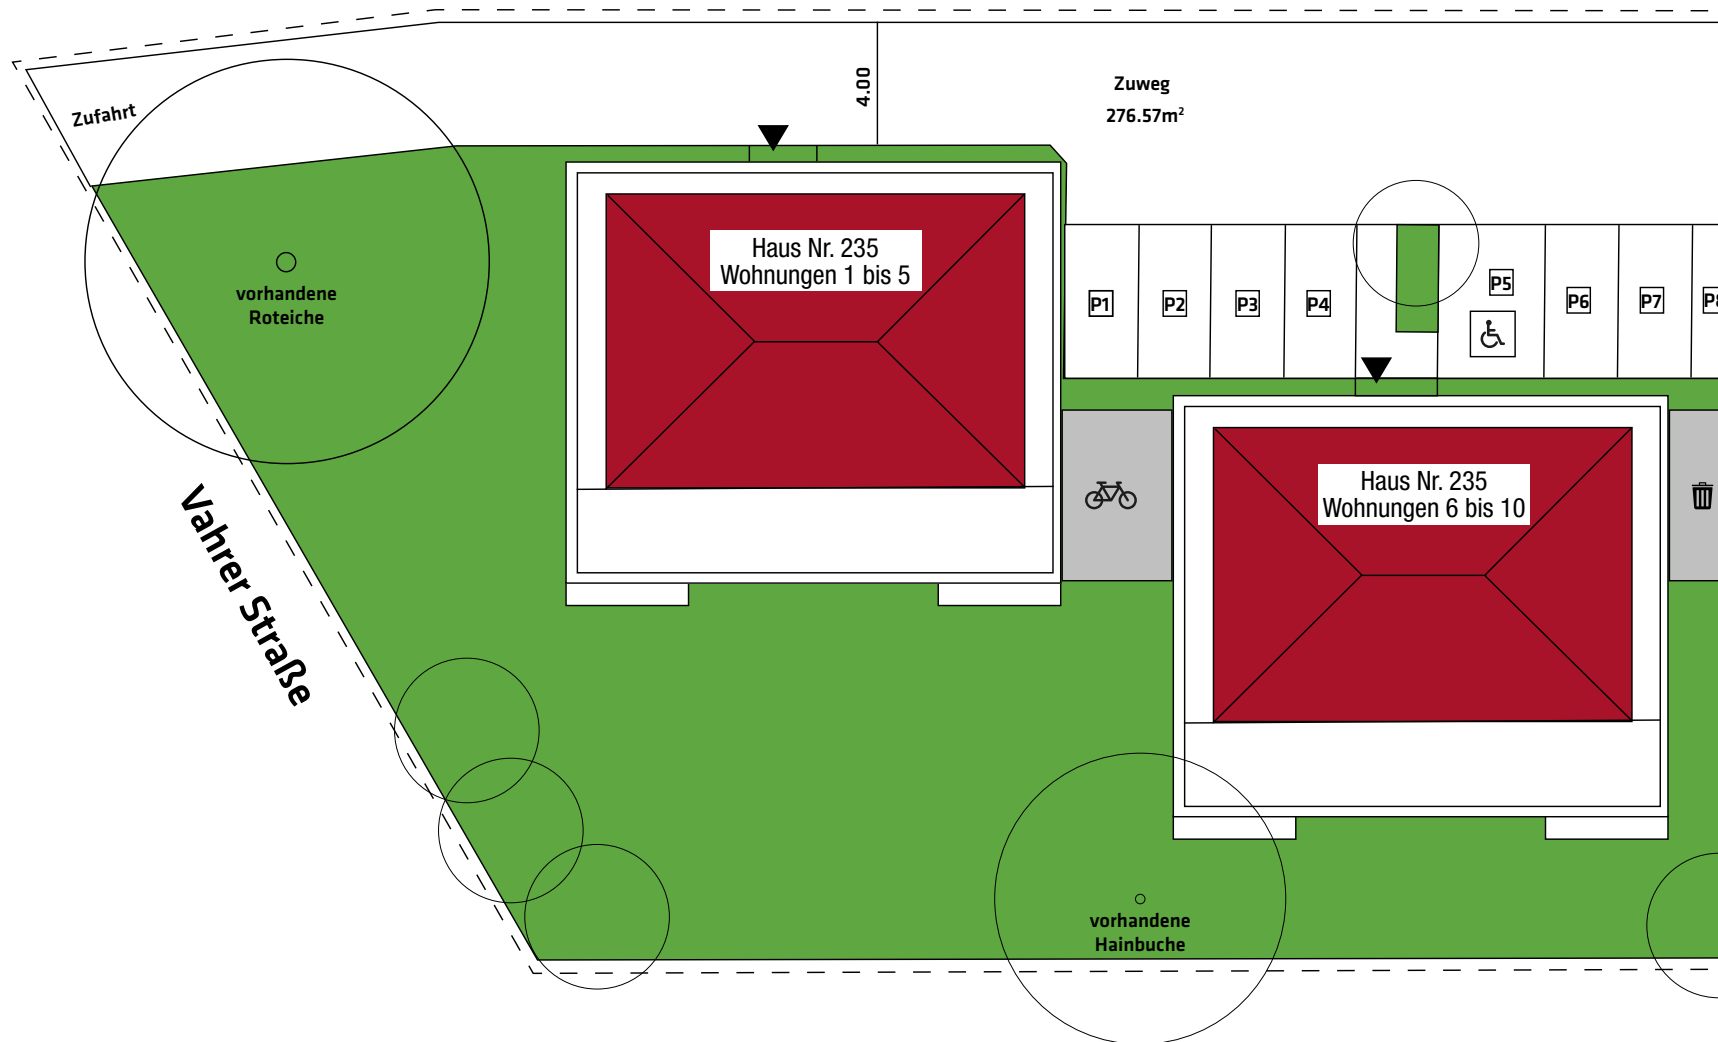 Zufahrt
4.00
Zuweg
276.57m²
vorhandene
Roteiche
Haus Nr. 235
Wohnungen 1 bis 5
P1
P2
P3
P4
P5
P6
P7
P8
Haus Nr. 235
Wohnungen 6 bis 10
Vahrer Straße
vorhandene
Hainbuche